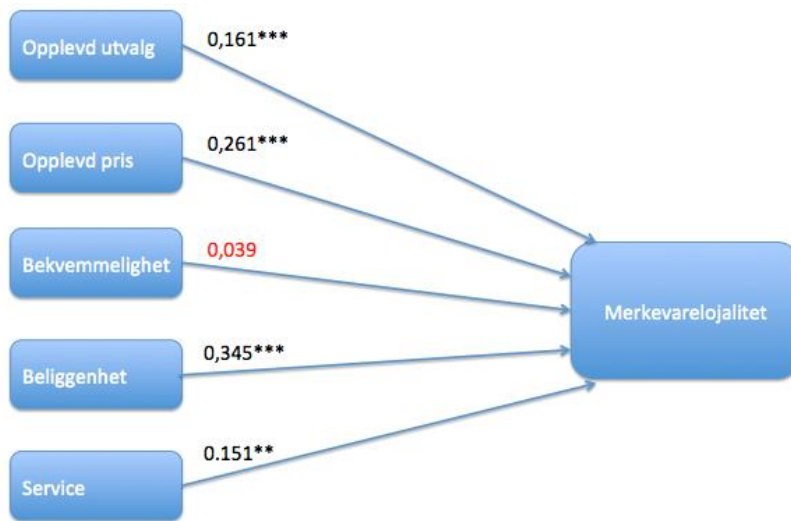 Opplevd utvalg
0,161***
Opplevd pris
0,261***
Bekvemmelighet
0,039
Merkevarelojalitet
Beliggenhet
0,345***
Service
0.151**